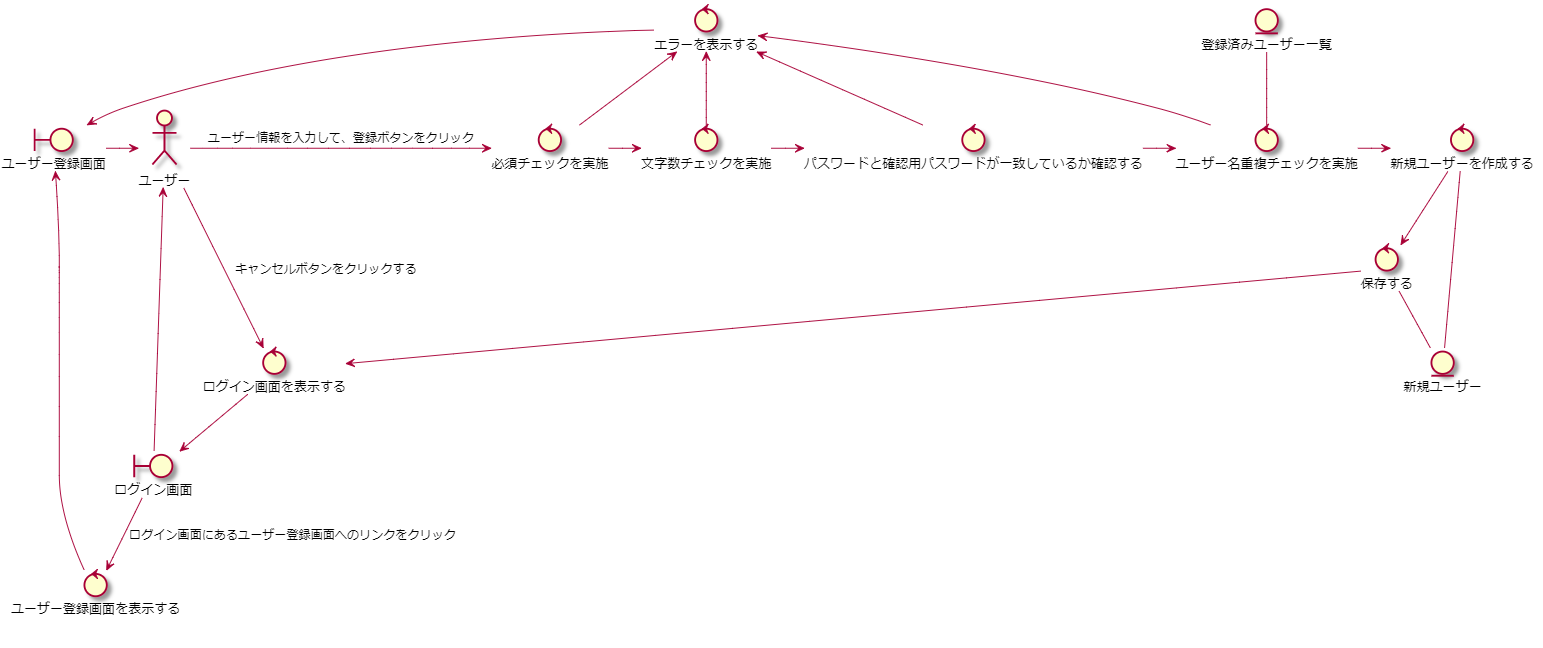 エラーを表示する
登録済みユーザー一覧
ユーザー情報を入力して、登録ボタンをクリック
ユーザー登録画面
ユーザー
必須チェックを実施
文字数チェックを実施
パスワードと確認用パスワードが一致しているか確認する
ユーザー名重複チェックを実施
新規ユーザーを作成する
キャンセルボタンをクリックする
保存する
ログイン画面を表示する
新規ユーザー
ログイン画面
ログイン画面にあるユーザー登録画面へのリンクをクリック
ユーザー登録画面を表示する